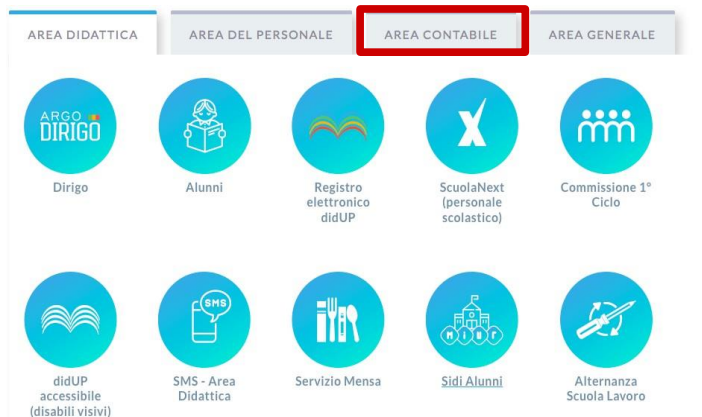 AREA DIDATTICA
AREA DEL PERSONALE
AREA CONTABILE
AREA GENERALE
ARGO
DIRIGO
Dirigo
Alunni
Registro
elettronico
didUP
ScuolaNext
(personale
scolastico)
Commissione 1°
Ciclo
SMS
MIUR
didUP
accessibile
(disabili visivi)
SMS - Area
Didattica
Servizio Mensa
Sidi Alunni
Alternanza
Scuola Lavoro